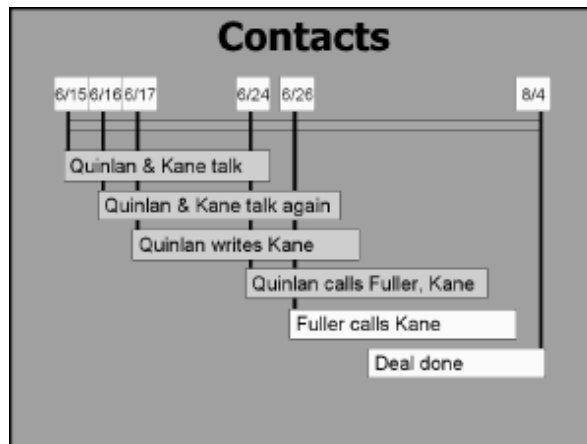 Contacts
6/15 6/16 6/17 6/24 6/26 8/4
Quinlan & Kane talk
Quinlan & Kane talk again
Quinlan writes Kane
Quinlan calls Fuller, Kane
Fuller calls Kane
Deal done